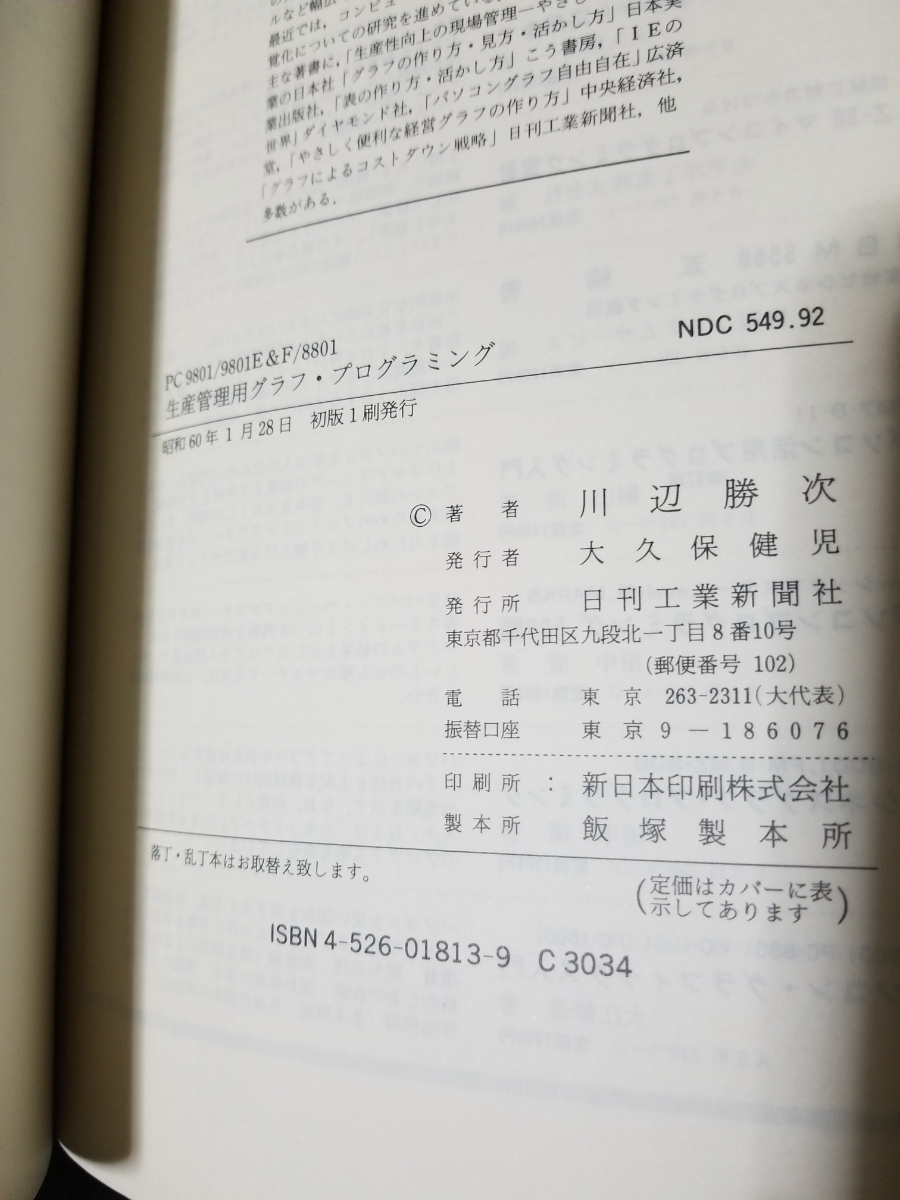 ルなど幅広
最近では，コンピュー
覚化についての研究を進めている
主な著書に，「生産性向上の現場管理―やさし
業の日本社「グラフの作り方・見方・活かし方」日本実
業出版社，「表の作り方・活かし方」こう書房，「ＩＥの
世界」ダイヤモンド社，「パソコングラフ自由自在」広済
堂，「やさしく便利な経営グラフの作り方」中央経済社，
「グラフによるコストダウン戦略」日刊工業新聞社，他
多数がある．
PC 9801/9801E＆F/8801
生産管理用グラフ・プログラミング
NDC 549.92
昭和60年1月28日 初版1刷発行
©著者 川辺勝次
発行者 大久保健児
発行所 日刊工業新聞社
東京都千代田区九段北一丁目8番10号
(郵便番号 102)
電話 東京 263-2311(大代表)
振替口座 東京9－186076
印刷所：新日本印刷株式会社
製本所 飯塚製本所
落丁・乱丁本はお取替え致します。
(定価はカバーに表
示してあります)
ISBN 4-526-01813-9 C 3034